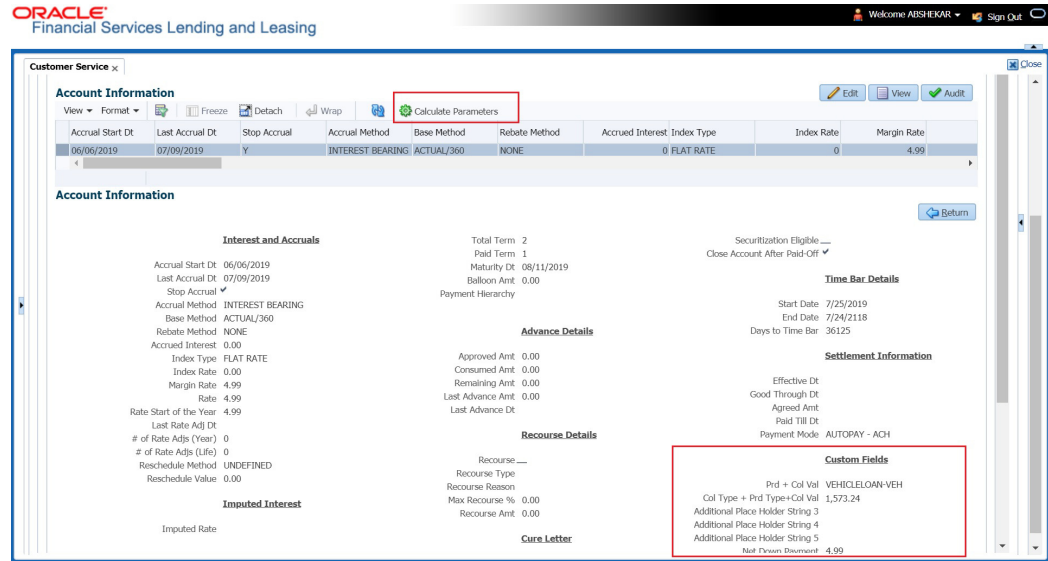 ORACLE
Financial Services Lending and Leasing
Welcome ABSHEKAR
Sign Out
Customer Service x
Close
Account Information
Edit View Audit
View Format Freeze Detach Wrap Calculate Parameters
Accrual Start Dt Last Accrual Dt Stop Accrual Accrual Method Base Method Rebate Method Accrued Interest Index Type Index Rate Margin Rate
06/06/2019 07/09/2019 Y INTEREST BEARING ACTUAL/360 NONE 0 FLAT RATE 0 4.99
Account Information
Return
Interest and Accruals
Accrual Start Dt 06/06/2019
Last Accrual Dt 07/09/2019
Stop Accrual
Accrual Method INTEREST BEARING
Base Method ACTUAL/360
Rebate Method NONE
Accrued Interest 0.00
Index Type FLAT RATE
Index Rate 0.00
Margin Rate 4.99
Rate 4.99
Rate Start of the Year 4.99
Last Rate Adj Dt
# of Rate Adjs (Year) 0
# of Rate Adjs (Life) 0
Reschedule Method UNDEFINED
Reschedule Value 0.00
Imputed Interest
Imputed Rate
Total Term 2
Paid Term 1
Maturity Dt 08/11/2019
Balloon Amt 0.00
Payment Hierarchy
Advance Details
Approved Amt 0.00
Consumed Amt 0.00
Remaining Amt 0.00
Last Advance Amt 0.00
Last Advance Dt
Recourse Details
Recourse
Recourse Type
Recourse Reason
Max Recourse % 0.00
Recourse Amt 0.00
Cure Letter
Securitization Eligible
Close Account After Paid-Off
Time Bar Details
Start Date 7/25/2019
End Date 7/24/2118
Days to Time Bar 36125
Settlement Information
Effective Dt
Good Through Dt
Agreed Amt
Paid Till Dt
Payment Mode AUTOPAY - ACH
Custom Fields
Prd + Col Val VEHICLELOAN-VEH
Col Type + Prd Type+Col Val 1,573.24
Additional Place Holder String 3
Additional Place Holder String 4
Additional Place Holder String 5
Net Down Payment 4.99